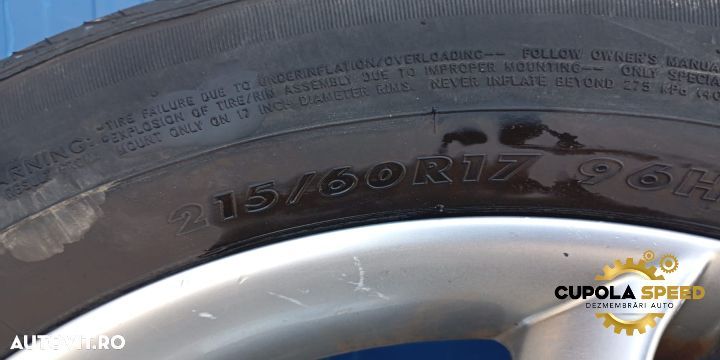 -TIRE FAILURE DUE TO UNDERINFLATION/OVERLOADING-- FOLLOW OWNER'S MANUAL
-EXPLOSION OF TIRE/RIM ASSEMBLY DUE TO IMPROPER MOUNTING-- ONLY SPECIA
WARNING: MOUNT ONLY ON 17 INCH DIAMETER RIMS. NEVER INFLATE BEYOND 275 KPa
215/60R17 96H
CUPOLA SPEED
DEZMEMBRĂRI AUTO
AUTOVIT.RO